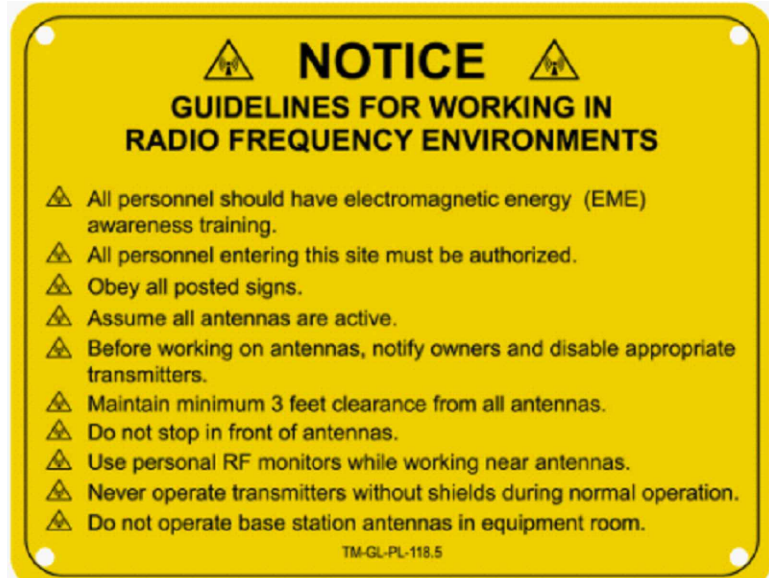 NOTICE
GUIDELINES FOR WORKING IN
RADIO FREQUENCY ENVIRONMENTS
All personnel should have electromagnetic energy (EME)
awareness training.
All personnel entering this site must be authorized.
Obey all posted signs.
Assume all antennas are active.
Before working on antennas, notify owners and disable appropriate
transmitters.
Maintain minimum 3 feet clearance from all antennas.
Do not stop in front of antennas.
Use personal RF monitors while working near antennas.
Never operate transmitters without shields during normal operation.
Do not operate base station antennas in equipment room.
TM-GL-PL-118.5